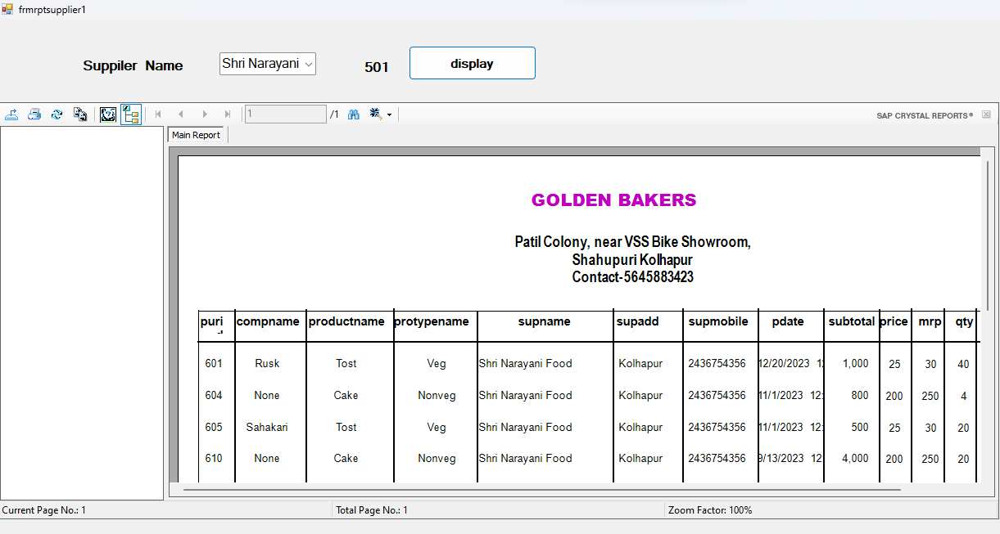 frmrptsupplier1
Suppiler Name Shri Narayani 501 display
1 /1 SAP CRYSTAL REPORTS®
Main Report
GOLDEN BAKERS
Patil Colony, near VSS Bike Showroom,
Shahupuri Kolhapur
Contact-5645883423
puri compname productname protypename supname supadd supmobile pdate subtotal price mrp qty
601 Rusk Tost Veg Shri Narayani Food Kolhapur 2436754356 12/20/2023 12 1,000 25 30 40
604 None Cake Nonveg Shri Narayani Food Kolhapur 2436754356 11/1/2023 12: 800 200 250 4
605 Sahakari Tost Veg Shri Narayani Food Kolhapur 2436754356 11/1/2023 12: 500 25 30 20
610 None Cake Nonveg Shri Narayani Food Kolhapur 2436754356 9/13/2023 12: 4,000 200 250 20
Current Page No.: 1 Total Page No.: 1 Zoom Factor: 100%